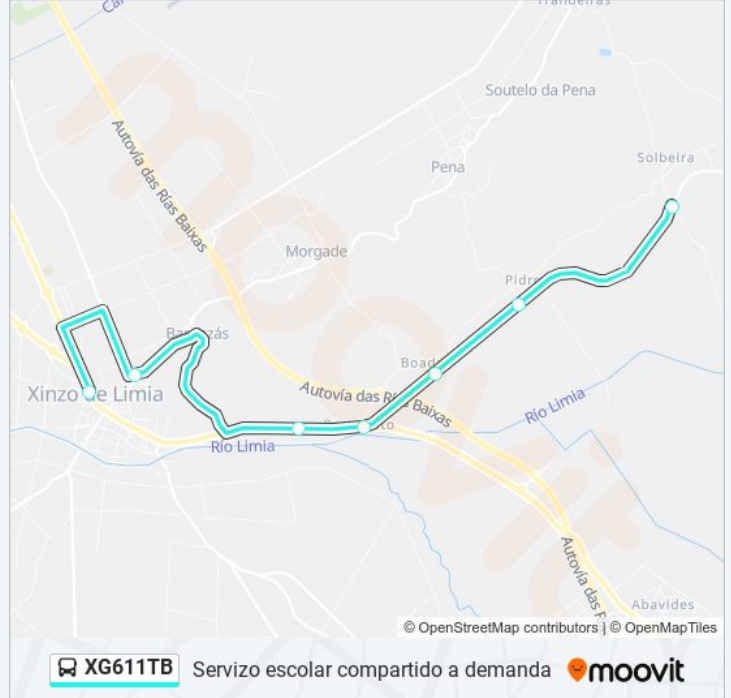 Soutelo da Pena
Solbeira
Pena
Autovía das Rías Baixas
Morgade
Xinzo de Limia
Autovía das Rías Baixas
Río Limia
Río Limia
Autovía das
Abavides
© OpenStreetMap contributors | © OpenMapTiles
XG611TB
Servizo escolar compartido a demanda
moovit
moovit